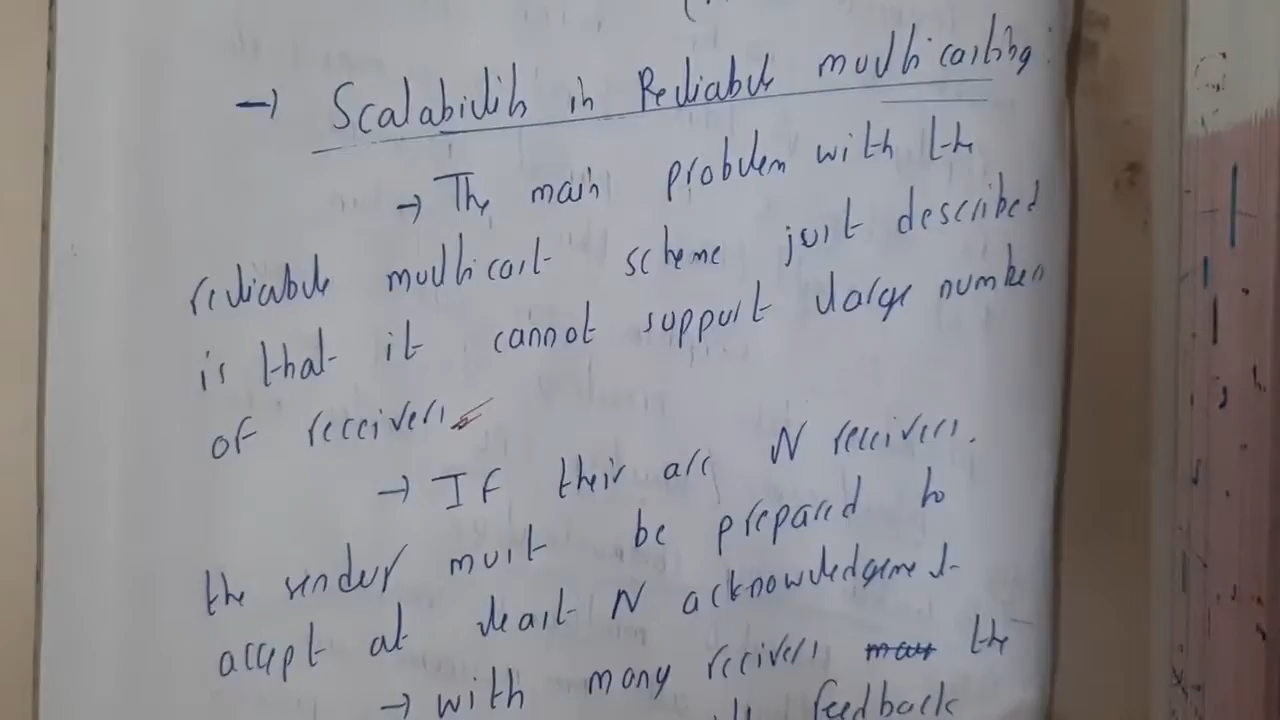 → Scalability in Reliable multicasting:
→ The main problem with the
reliable multicast scheme just described
is that it cannot support large number
of receivers
→ If their are N receivers.
the sender must be prepared to
accept at least N acknowledgement
→ with many receivers may the
feedback